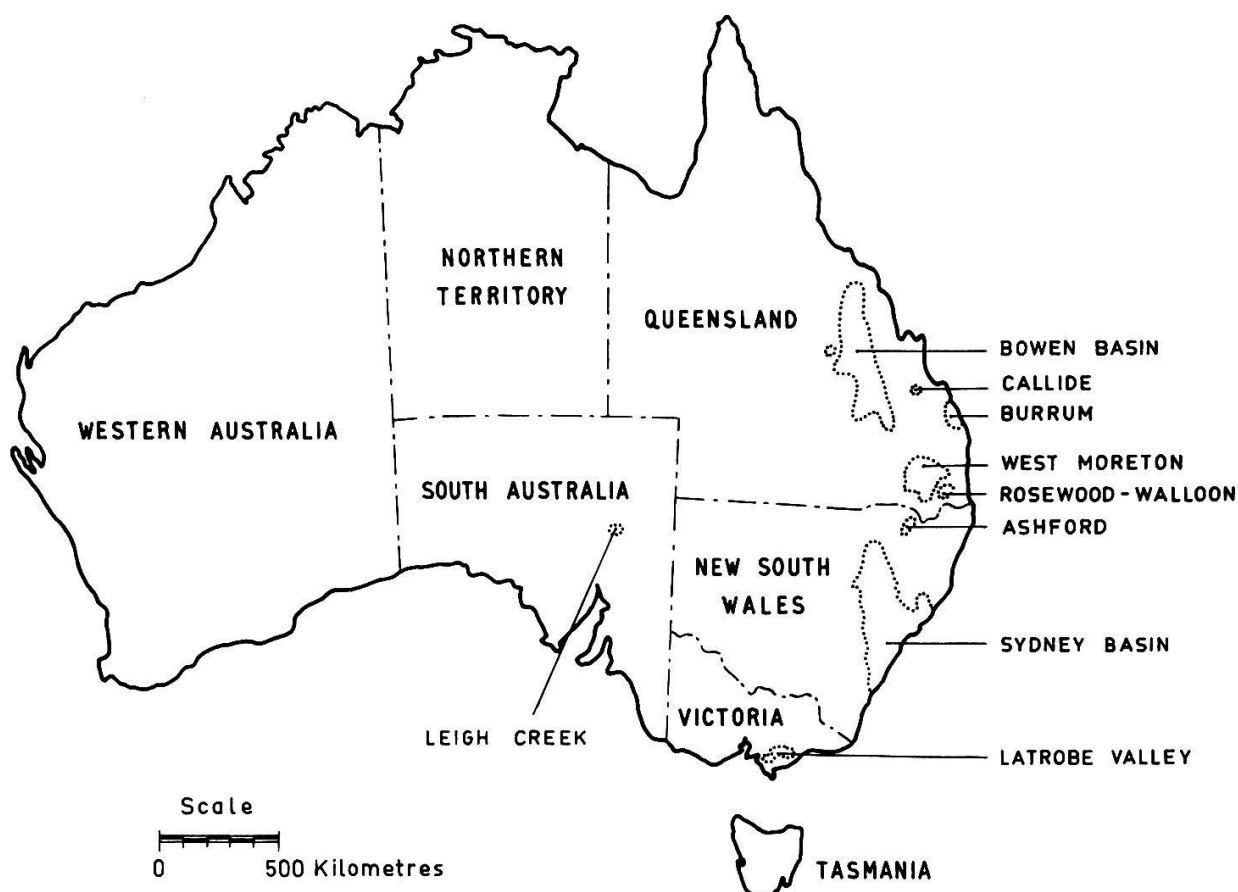 NORTHERN
TERRITORY
QUEENSLAND
BOWEN BASIN
CALLIDE
BURRUM
WESTERN AUSTRALIA
WEST MORETON
SOUTH AUSTRALIA
ROSEWOOD-WALLOON
ASHFORD
NEW SOUTH
WALES
SYDNEY BASIN
VICTORIA
LEIGH CREEK
LATROBE VALLEY
Scale
0 500 Kilometres
TASMANIA